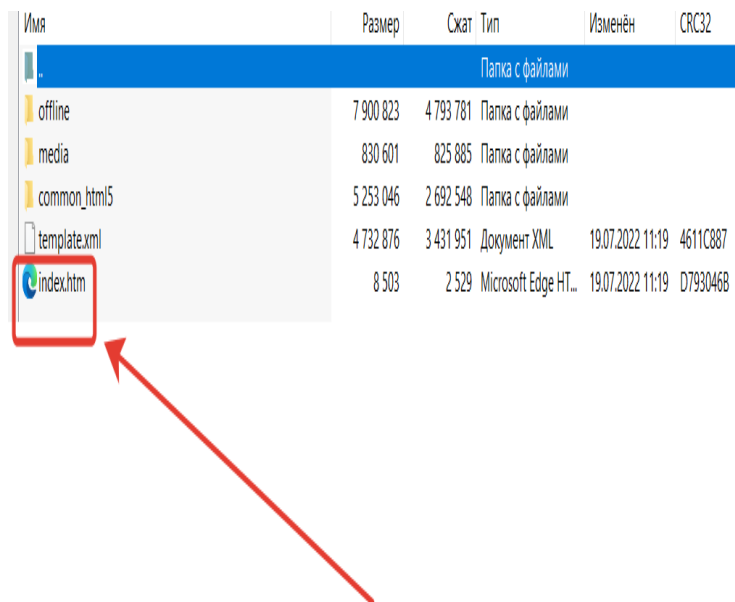 Имя Размер Сжат Тип Изменён CRC32
.. Папка с файлами
offline 7 900 823 4 793 781 Папка с файлами
media 830 601 825 885 Папка с файлами
common_html5 5 253 046 2 692 548 Папка с файлами
template.xml 4 732 876 3 431 951 Документ XML 19.07.2022 11:19 4611C887
index.htm 8 503 2 529 Microsoft Edge HT... 19.07.2022 11:19 D793046B